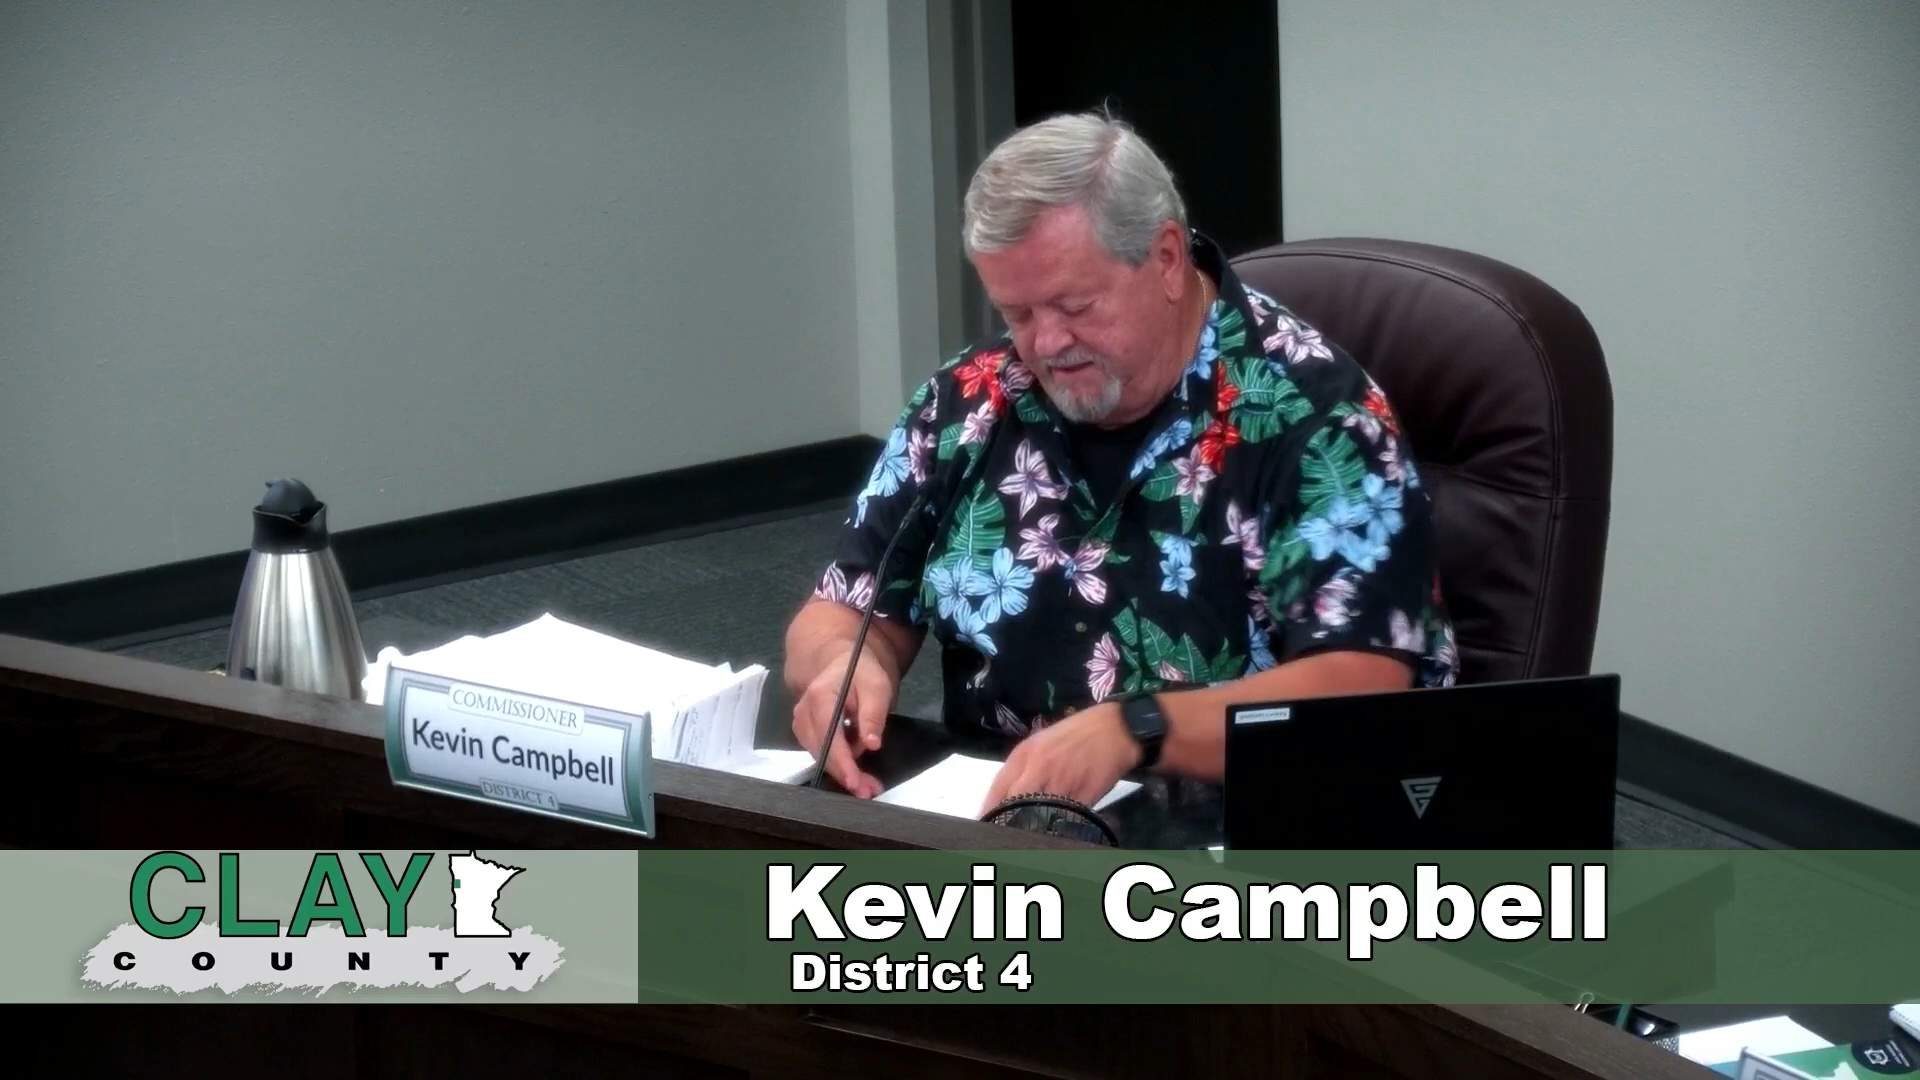 COMMISSIONER
Kevin Campbell
DISTRICT 4
CLAY
COUNTY
Kevin Campbell
District 4